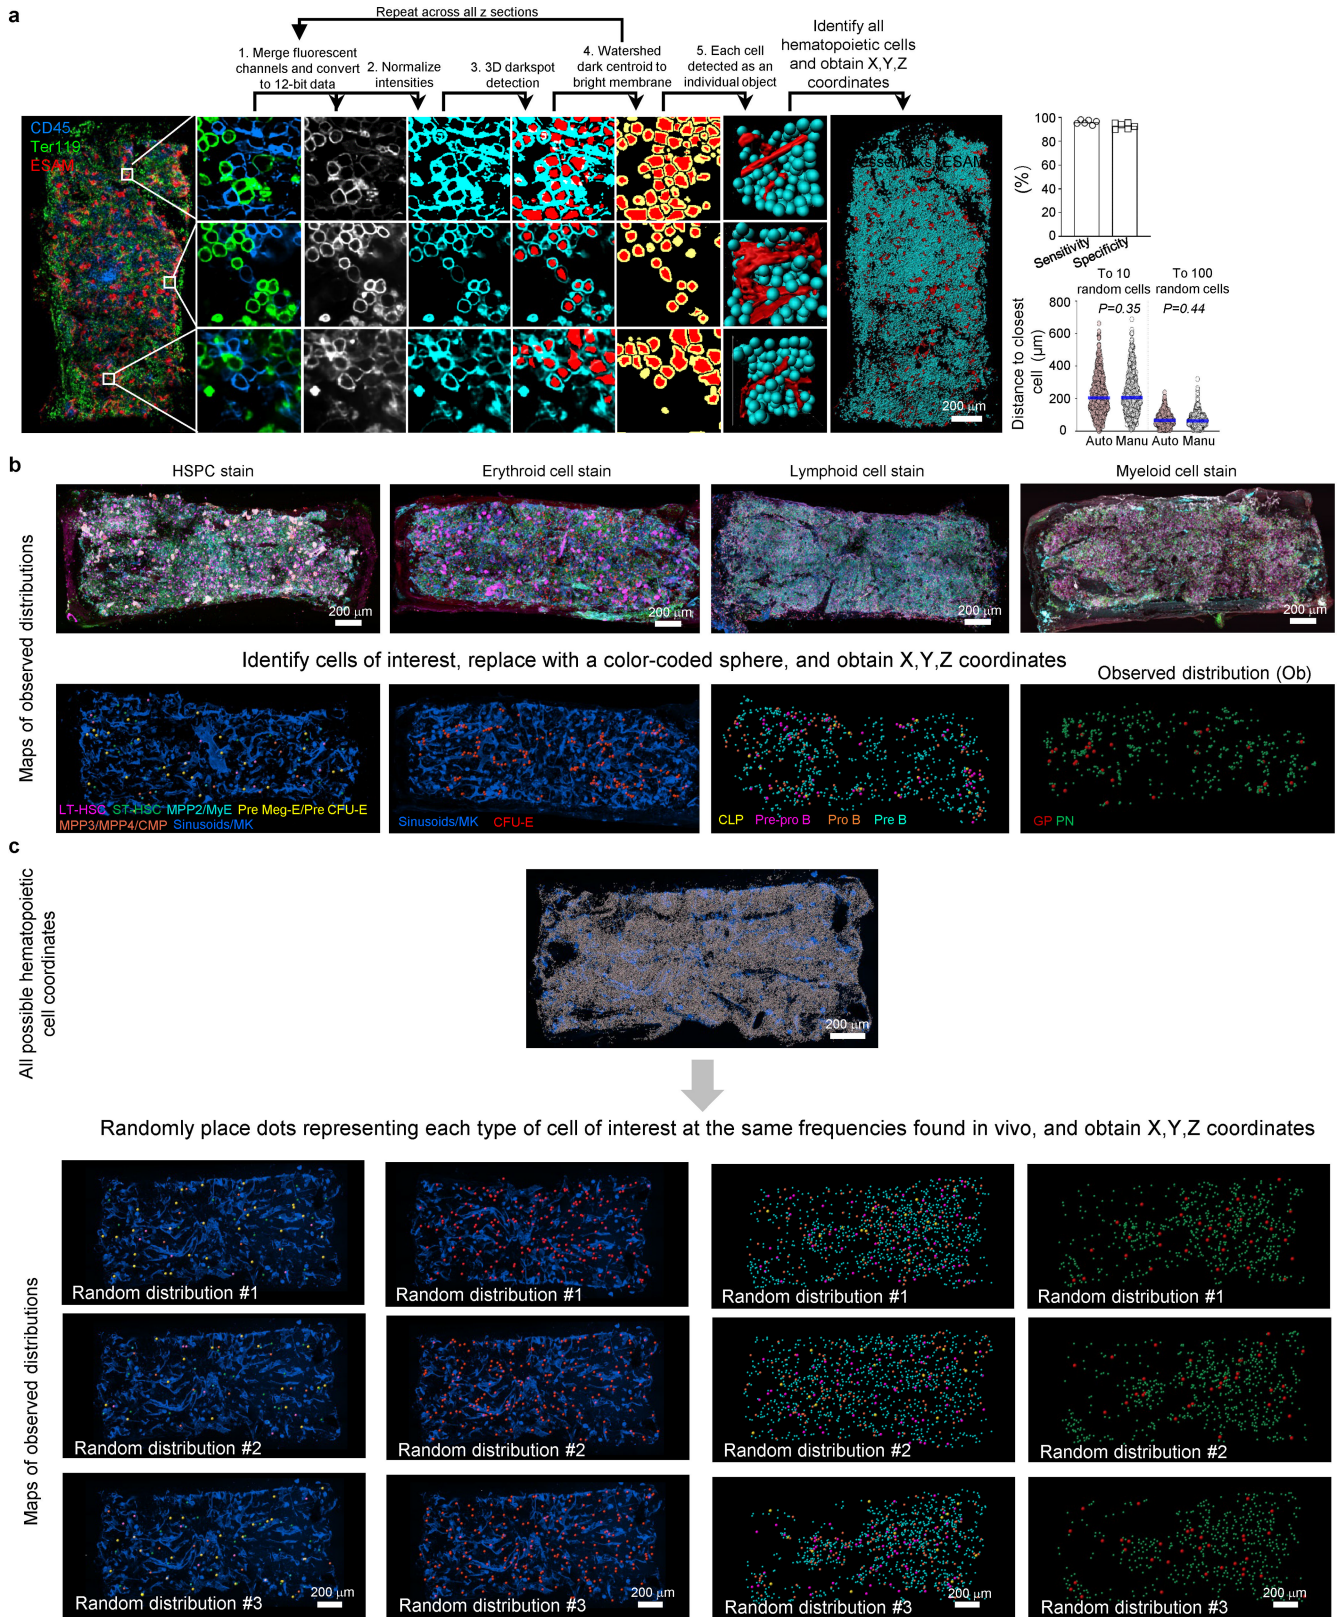 a
Repeat across all z sections
1. Merge fluorescent
channels and convert
to 12-bit data
2. Normalize
intensities
3. 3D darkspot
detection
4. Watershed
dark centroid to
bright membrane
5. Each cell
detected as an
individual object
Identify all
hematopoietic cells
and obtain X,Y,Z
coordinates
CD45
Ter119
ESAM
200 µm
(%)
100
80
60
40
20
0
Sensitivity
Specificity
To 10
random cells
To 100
random cells
P=0.35
P=0.44
Distance to closest
cell (µm)
800
600
400
200
0
Auto Manu Auto Manu
b
HSPC stain
Erythroid cell stain
Lymphoid cell stain
Myeloid cell stain
Maps of observed distributions
200 µm
200 µm
200 µm
200 µm
Identify cells of interest, replace with a color-coded sphere, and obtain X,Y,Z coordinates
Observed distribution (Ob)
LT-HSC ST-HSC MPP2/MyE Pre Meg-E/Pre CFU-E
MPP3/MPP4/CMP Sinusoids/MK
Sinusoids/MK CFU-E
CLP Pre-pro B Pro B Pre B
GP PN
c
All possible hematopoietic
cell coordinates
200 µm
Randomly place dots representing each type of cell of interest at the same frequencies found in vivo, and obtain X,Y,Z coordinates
Maps of observed distributions
Random distribution #1
Random distribution #1
Random distribution #1
Random distribution #1
Random distribution #2
Random distribution #2
Random distribution #2
Random distribution #2
200 µm
200 µm
200 µm
200 µm
Random distribution #3
Random distribution #3
Random distribution #3
Random distribution #3